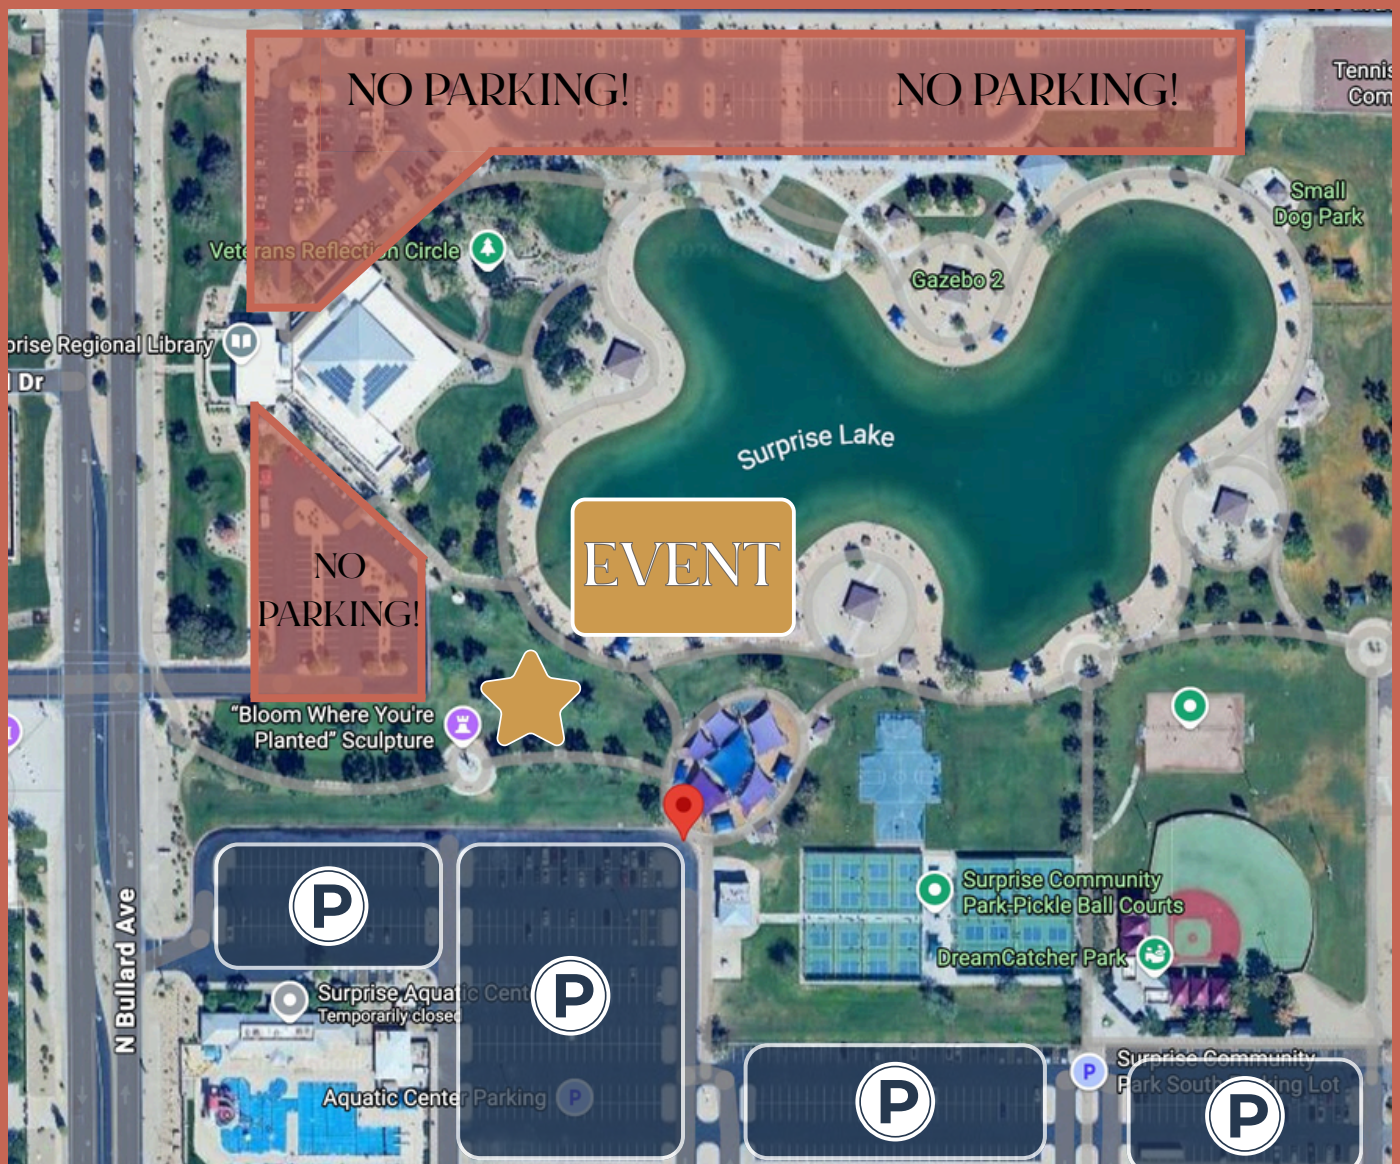 NO PARKING!
NO PARKING!
Tennis
Com
Small
Dog Park
Veterans Reflection Circle
Gazebo 2
prise Regional Library
Dr
Surprise Lake
EVENT
NO
PARKING!
"Bloom Where You're
Planted" Sculpture
P
Surprise Community
Park-Pickle Ball Courts
DreamCatcher Park
N Bullard Ave
Surprise Aquatic Cent
Temporarily closed
P
Surprise Community
Park South Parking Lot
P
Aquatic Center Parking
P
P
P